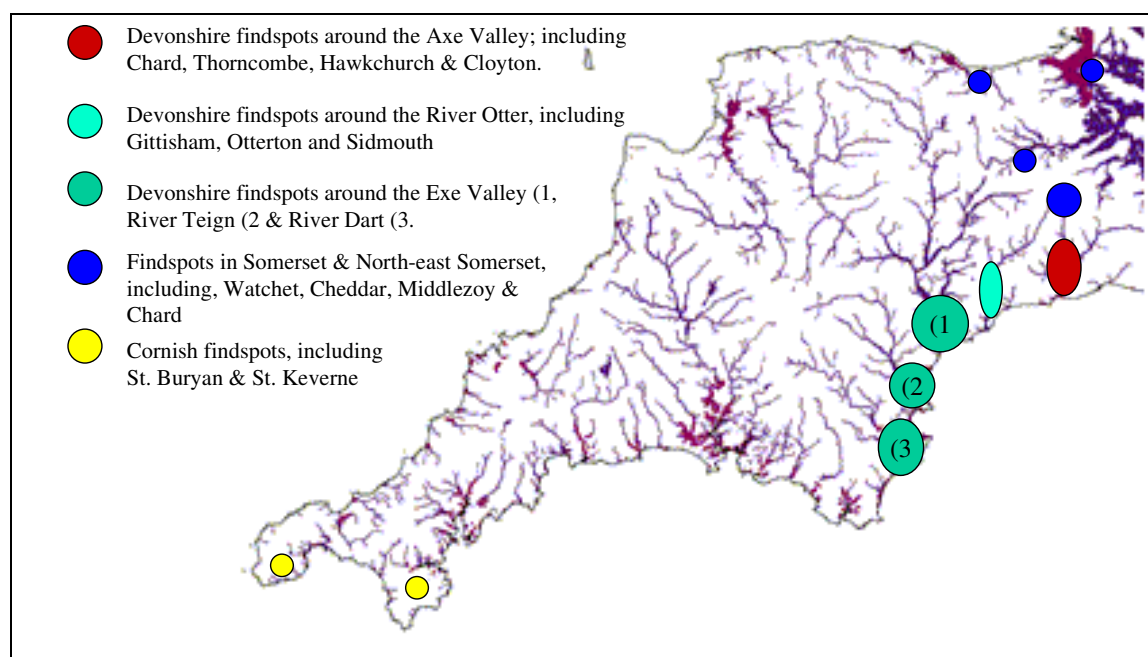 Devonshire findspots around the Axe Valley; including
Chard, Thorncombe, Hawkchurch & Cloyton.
Devonshire findspots around the River Otter, including
Gittisham, Otterton and Sidmouth
Devonshire findspots around the Exe Valley (1,
River Teign (2 & River Dart (3.
Findspots in Somerset & North-east Somerset,
including, Watchet, Cheddar, Middlezoy &
Chard
Cornish findspots, including
St. Buryan & St. Keverne
(1
(2
(3